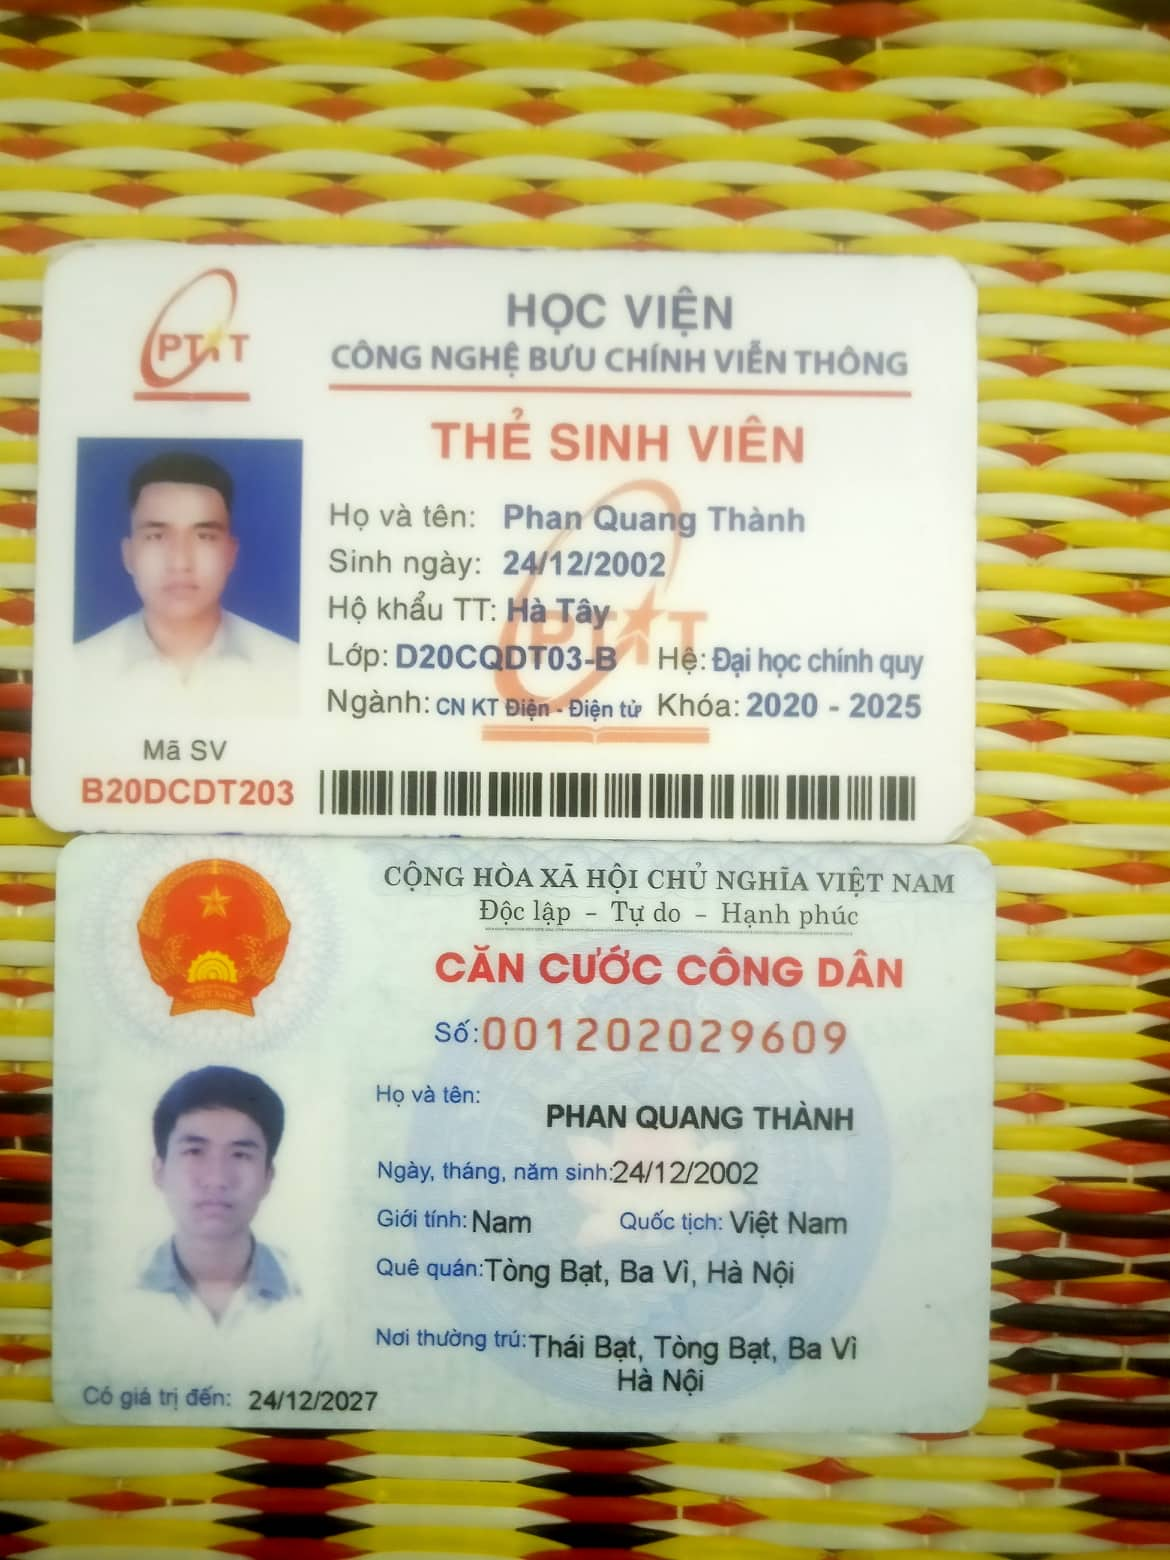 PTIT
HỌC VIỆN
CÔNG NGHỆ BƯU CHÍNH VIỄN THÔNG
THẺ SINH VIÊN
Họ và tên: Phan Quang Thành
Sinh ngày: 24/12/2002
Hộ khẩu TT: Hà Tây
Lớp: D20CQDT03-B Hệ: Đại học chính quy
Ngành: CN KT Điện - Điện tử Khóa: 2020 - 2025
Mã SV
B20DCDT203
CỘNG HÒA XÃ HỘI CHỦ NGHĨA VIỆT NAM
Độc lập - Tự do - Hạnh phúc
CĂN CƯỚC CÔNG DÂN
VIỆT NAM
Số: 001202029609
Họ và tên:
PHAN QUANG THÀNH
Ngày, tháng, năm sinh: 24/12/2002
Giới tính: Nam Quốc tịch: Việt Nam
Quê quán: Tòng Bạt, Ba Vì, Hà Nội
Nơi thường trú: Thái Bạt, Tòng Bạt, Ba Vì
Hà Nội
Có giá trị đến: 24/12/2027